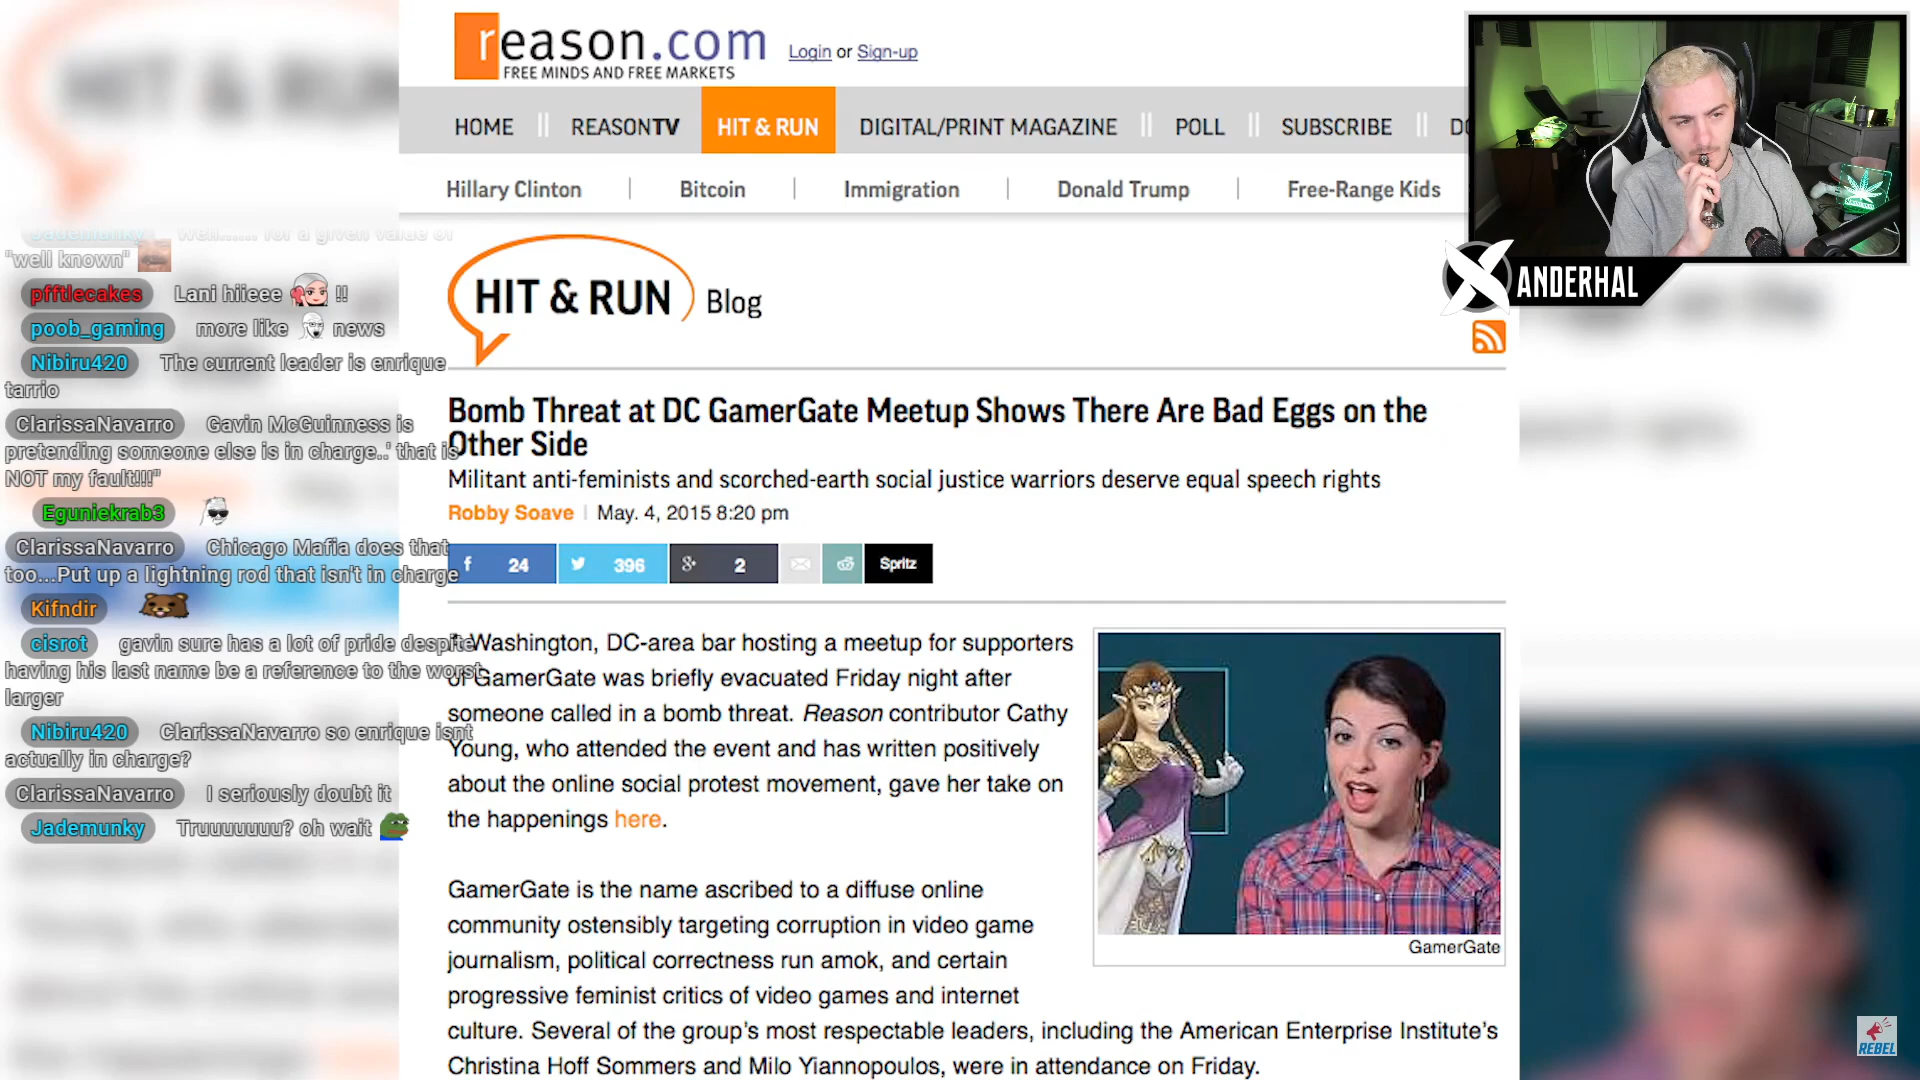 reason.com
FREE MINDS AND FREE MARKETS
Login or Sign-up
HOME || REASONTV HIT & RUN DIGITAL/PRINT MAGAZINE || POLL || SUBSCRIBE || DO
Hillary Clinton | Bitcoin | Immigration | Donald Trump | Free-Range Kids
ANDERHAL
HIT & RUN Blog
Bomb Threat at DC GamerGate Meetup Shows There Are Bad Eggs on the
Other Side
Militant anti-feminists and scorched-earth social justice warriors deserve equal speech rights
Robby Soave | May. 4, 2015 8:20 pm
f 24 396 g+ 2 Spritz
Washington, DC-area bar hosting a meetup for supporters
of GamerGate was briefly evacuated Friday night after
someone called in a bomb threat. Reason contributor Cathy
Young, who attended the event and has written positively
about the online social protest movement, gave her take on
the happenings here.
GamerGate
GamerGate is the name ascribed to a diffuse online
community ostensibly targeting corruption in video game
journalism, political correctness run amok, and certain
progressive feminist critics of video games and internet
culture. Several of the group's most respectable leaders, including the American Enterprise Institute's
Christina Hoff Sommers and Milo Yiannopoulos, were in attendance on Friday.
Jademunky Well....... for a given value of
"well known"
pfftlecakes Lani hiieee !!
poob_gaming more like news
Nibiru420 The current leader is enrique
tarrio
ClarissaNavarro Gavin McGuinness is
pretending someone else is in charge..' that is
NOT my fault!!!"
Eguniekrab3
ClarissaNavarro Chicago Mafia does that
too...Put up a lightning rod that isn't in charge
Kifndir
cisrot gavin sure has a lot of pride despite
having his last name be a reference to the worst
larger
Nibiru420 ClarissaNavarro so enrique isnt
actually in charge?
ClarissaNavarro I seriously doubt it
Jademunky Truuuuuuu? oh wait
REBEL